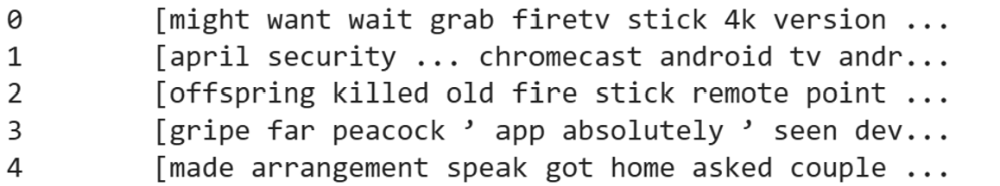 0 [might want wait grab firetv stick 4k version ...
1 [april security ... chromecast android tv andr...
2 [offspring killed old fire stick remote point ...
3 [gripe far peacock ’ app absolutely ’ seen dev...
4 [made arrangement speak got home asked couple ...